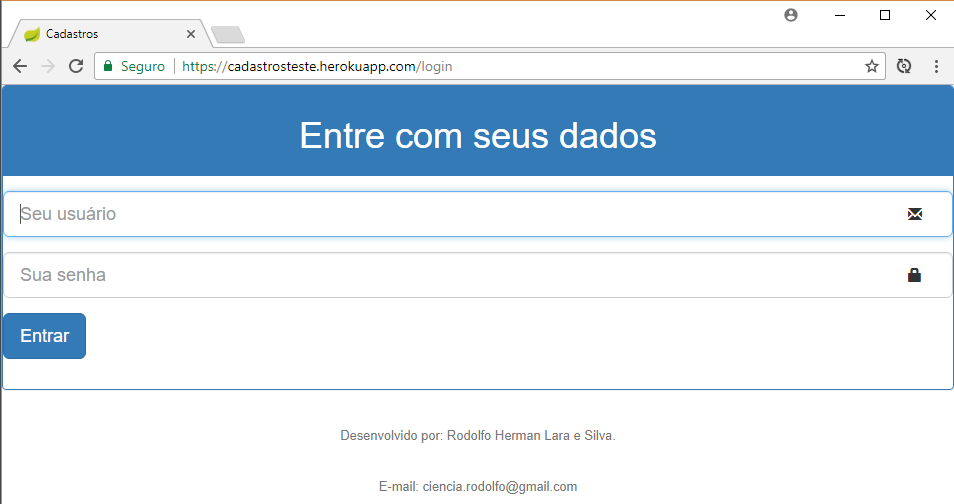 Cadastros
Seguro
https://cadastrosteste.herokuapp.com/login
Entre com seus dados
Seu usuário
Sua senha
Entrar
Desenvolvido por: Rodolfo Herman Lara e Silva.
E-mail: ciencia.rodolfo@gmail.com